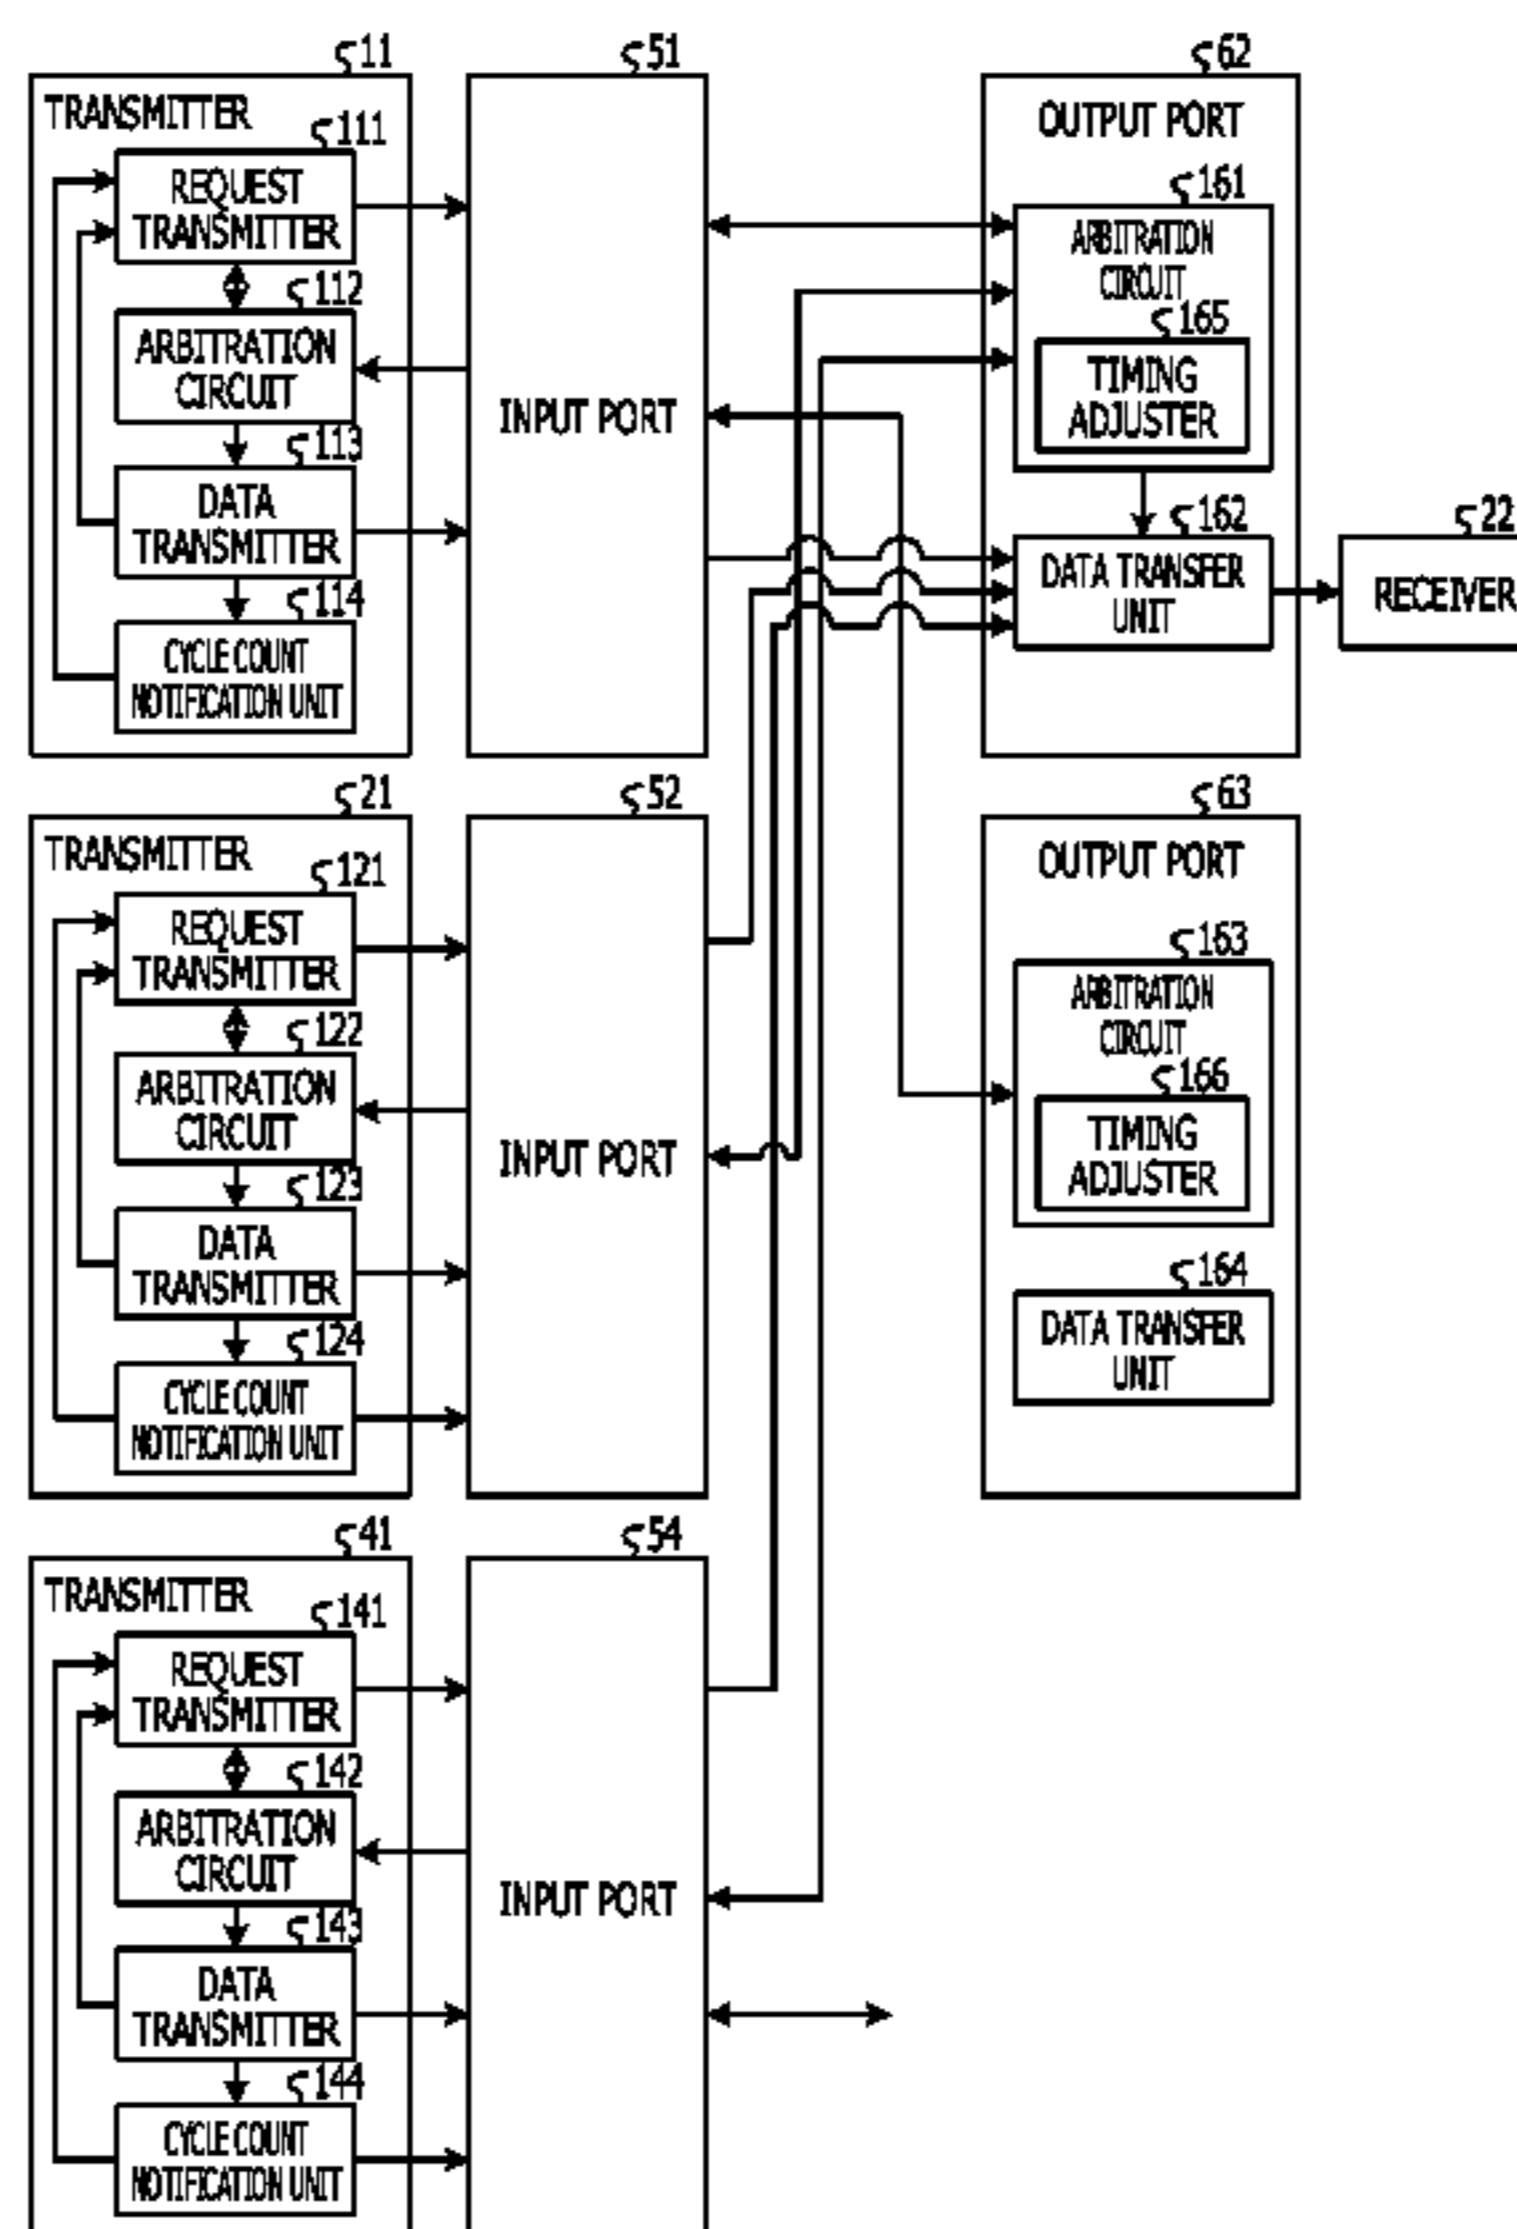 11
TRANSMITTER
111
REQUEST
TRANSMITTER
112
ARBITRATION
CIRCUIT
113
DATA
TRANSMITTER
114
CYCLE COUNT
NOTIFICATION UNIT
51
INPUT PORT
62
OUTPUT PORT
161
ARBITRATION
CIRCUIT
165
TIMING
ADJUSTER
162
DATA TRANSFER
UNIT
22
RECEIVER
21
TRANSMITTER
121
REQUEST
TRANSMITTER
122
ARBITRATION
CIRCUIT
123
DATA
TRANSMITTER
124
CYCLE COUNT
NOTIFICATION UNIT
52
INPUT PORT
63
OUTPUT PORT
163
ARBITRATION
CIRCUIT
166
TIMING
ADJUSTER
164
DATA TRANSFER
UNIT
41
TRANSMITTER
141
REQUEST
TRANSMITTER
142
ARBITRATION
CIRCUIT
143
DATA
TRANSMITTER
144
CYCLE COUNT
NOTIFICATION UNIT
54
INPUT PORT